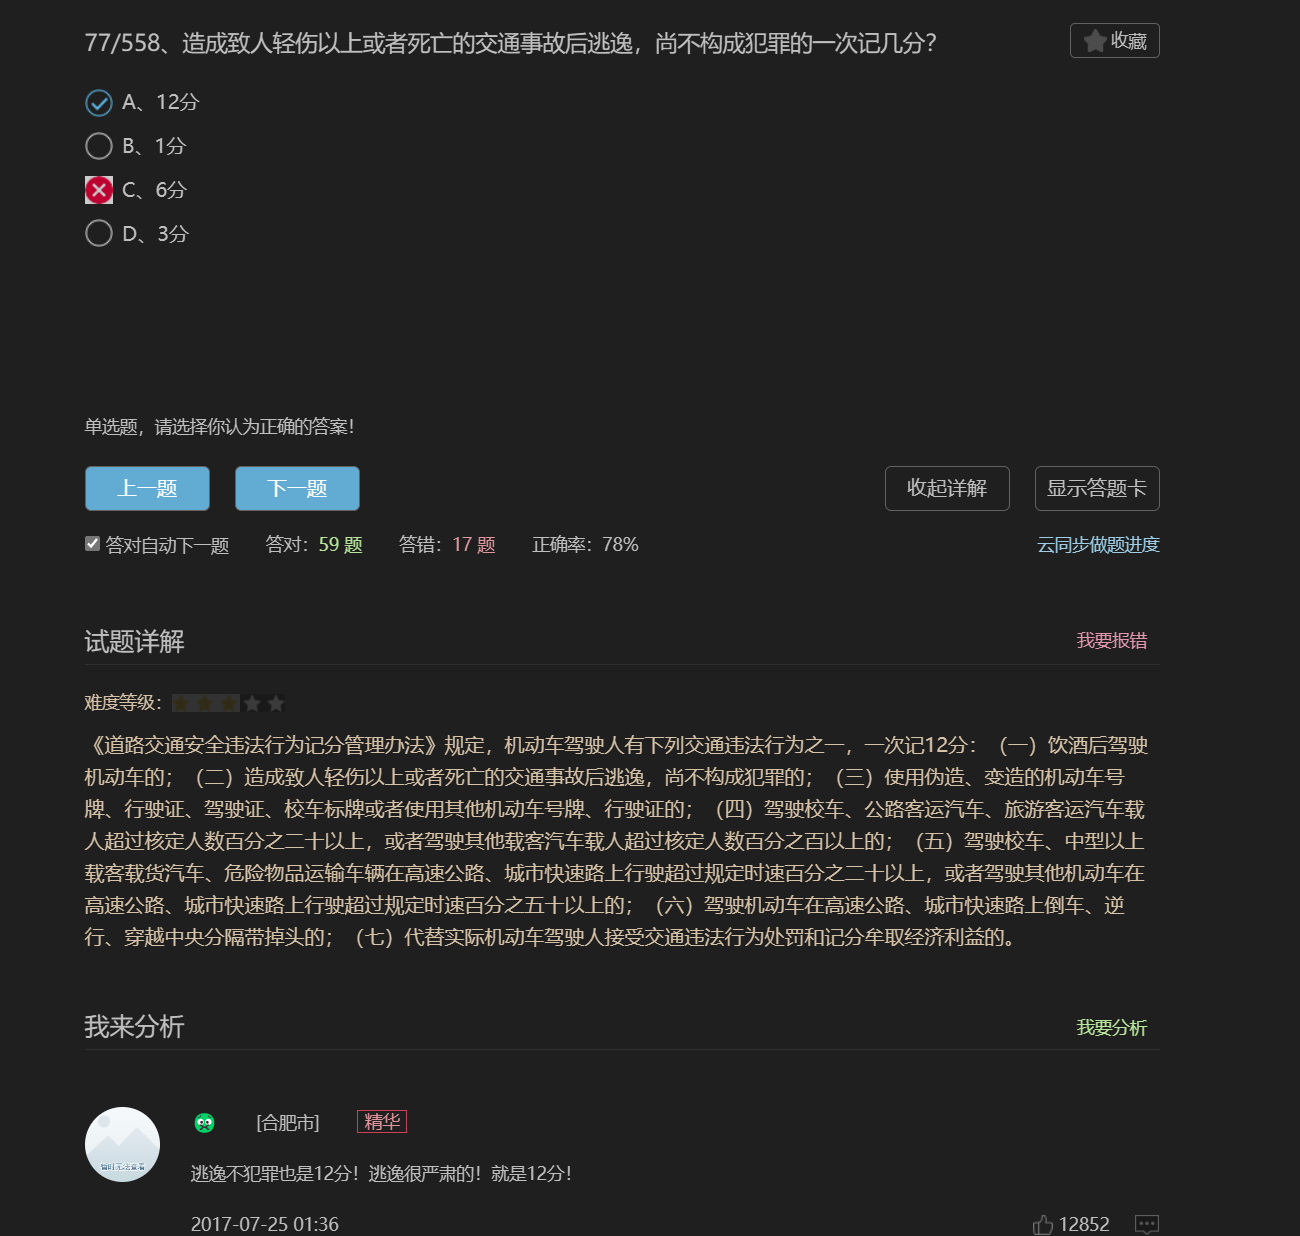 77/558、造成致人轻伤以上或者死亡的交通事故后逃逸，尚不构成犯罪的一次记几分？
收藏
A、12分
B、1分
C、6分
D、3分
单选题，请选择你认为正确的答案！
上一题
下一题
收起详解
显示答题卡
答对自动下一题
答对：59 题
答错：17 题
正确率：78%
云同步做题进度
试题详解
我要报错
难度等级：
《道路交通安全违法行为记分管理办法》规定，机动车驾驶人有下列交通违法行为之一，一次记12分：（一）饮酒后驾驶
机动车的；（二）造成致人轻伤以上或者死亡的交通事故后逃逸，尚不构成犯罪的；（三）使用伪造、变造的机动车号
牌、行驶证、驾驶证、校车标牌或者使用其他机动车号牌、行驶证的；（四）驾驶校车、公路客运汽车、旅游客运汽车载
人超过核定人数百分之二十以上，或者驾驶其他载客汽车载人超过核定人数百分之百以上的；（五）驾驶校车、中型以上
载客载货汽车、危险物品运输车辆在高速公路、城市快速路上行驶超过规定时速百分之二十以上，或者驾驶其他机动车在
高速公路、城市快速路上行驶超过规定时速百分之五十以上的；（六）驾驶机动车在高速公路、城市快速路上倒车、逆
行、穿越中央分隔带掉头的；（七）代替实际机动车驾驶人接受交通违法行为处罚和记分牟取经济利益的。
我来分析
我要分析
暂时无法查看
[合肥市]
精华
逃逸不犯罪也是12分！逃逸很严肃的！就是12分！
2017-07-25 01:36
12852